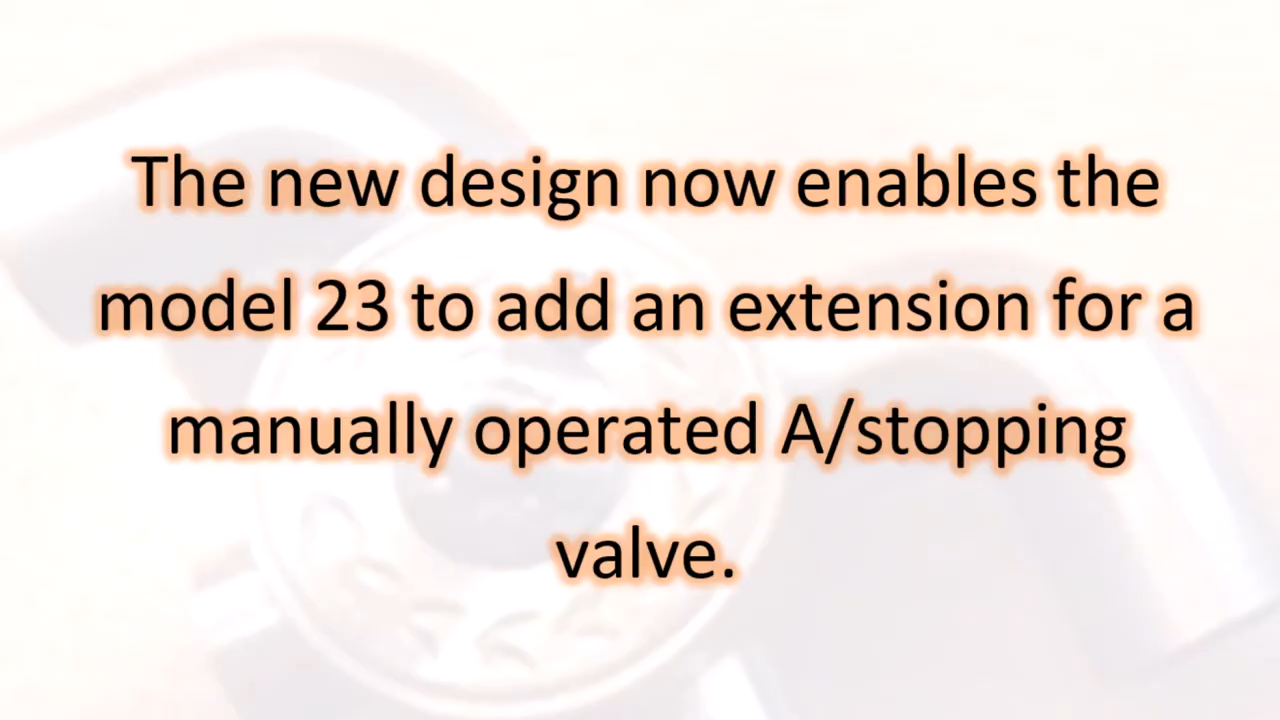 The new design now enables the
model 23 to add an extension for a
manually operated A/stopping
valve.